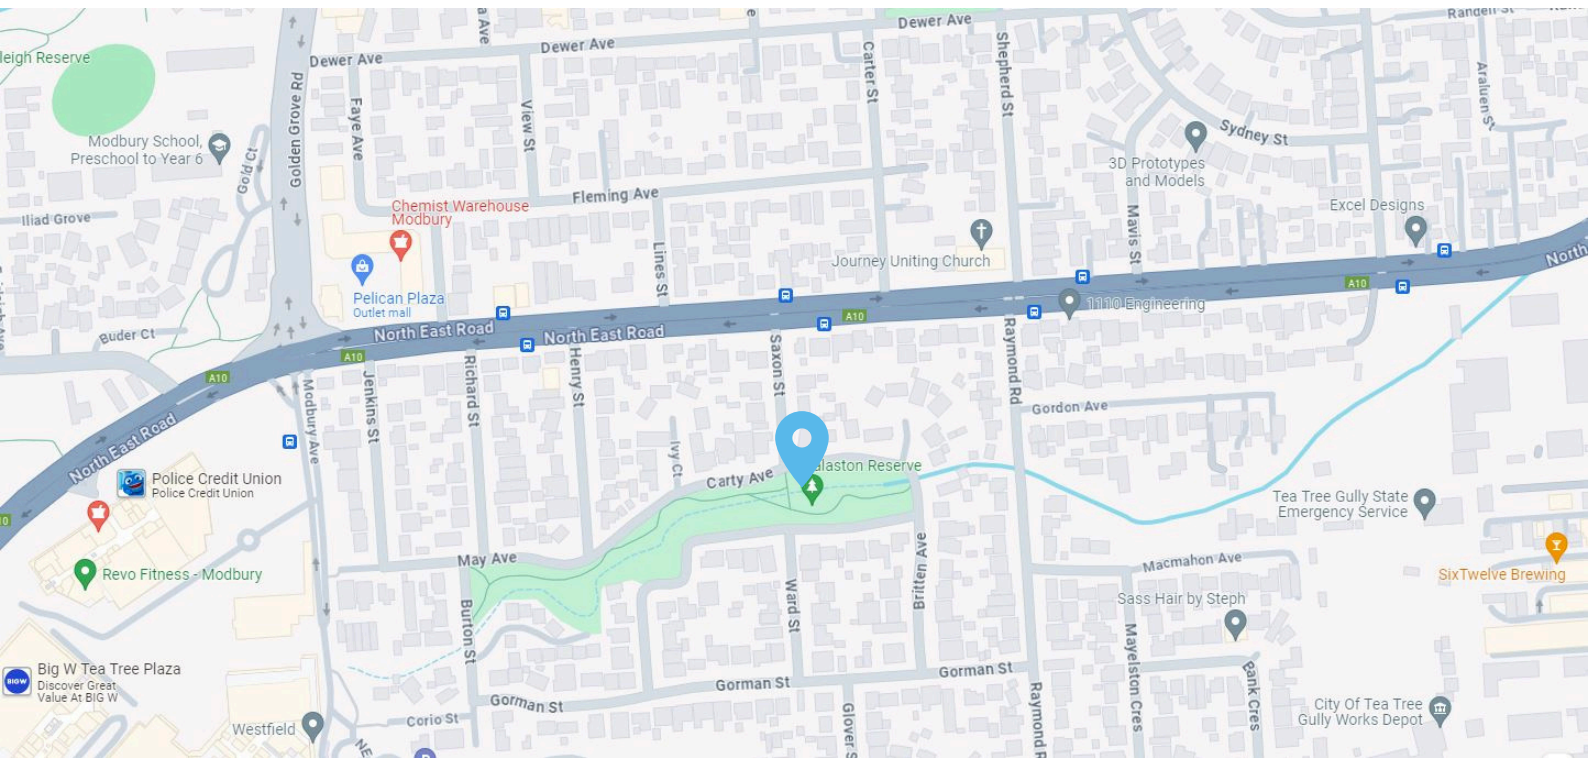 Dewer Ave
Randell St
leigh Reserve
Dewer Ave
Dewer Ave
Golden Grove Rd
Faye Ave
View St
Carter St
Shepherd St
Araluen St
Modbury School,
Preschool to Year 6
Gold Ct
Sydney St
3D Prototypes
and Models
Iliad Grove
Fleming Ave
Chemist Warehouse
Modbury
Excel Designs
Mavis St
Lines St
Journey Uniting Church
North
Pelican Plaza
Outlet mall
A10
1110 Engineering
A10
Buder Ct
North East Road
North East Road
A10
A10
Modbury Ave
Jenkins St
Richard St
Henry St
Saxon St
Raymond Rd
Gordon Ave
North East Road
Ivy Ct
Carty Ave
alaston Reserve
Police Credit Union
Police Credit Union
Tea Tree Gully State
Emergency Service
10
May Ave
Britten Ave
Macmahon Ave
Revo Fitness - Modbury
SixTwelve Brewing
Burton St
Ward St
Sass Hair by Steph
Mayelston Cres
Bank Cres
BIGW
Big W Tea Tree Plaza
Discover Great
Value At BIG W
Gorman St
Gorman St
Gorman St
Corio St
Westfield
NE
Glover S
Raymond R
City Of Tea Tree
Gully Works Depot